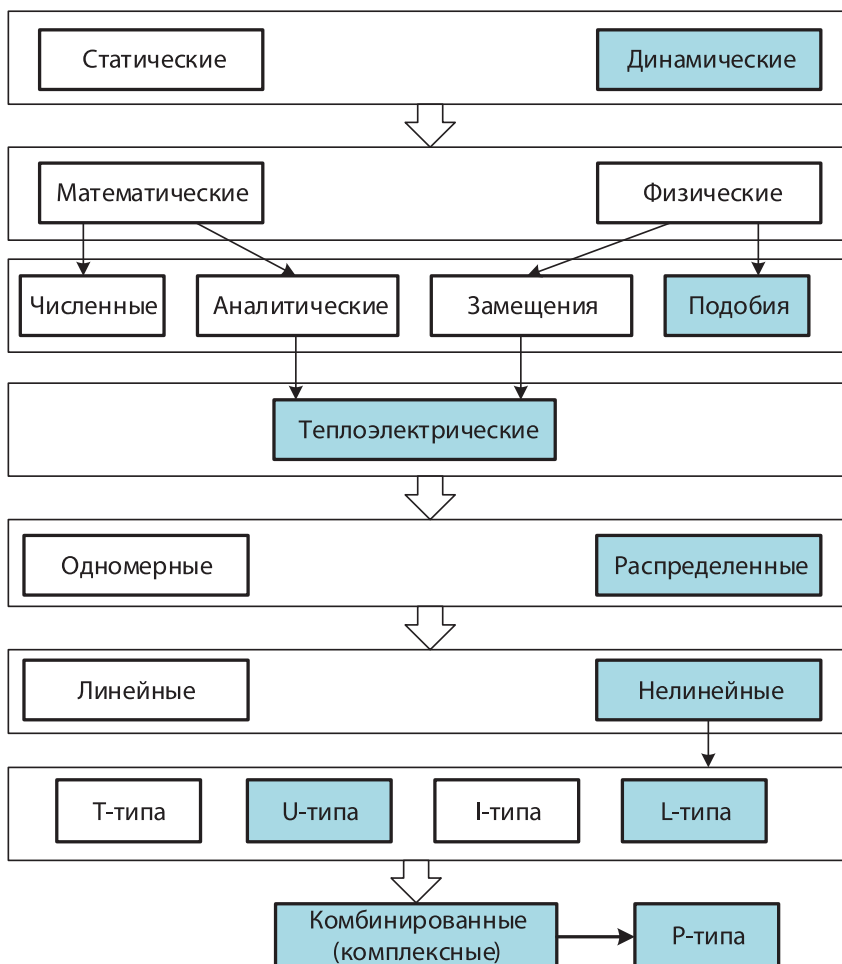 Статические
Динамические
Математические
Физические
Численные
Аналитические
Замещения
Подобия
Теплоэлектрические
Одномерные
Распределенные
Линейные
Нелинейные
T-типа
U-типа
I-типа
L-типа
Комбинированные
(комплексные)
P-типа